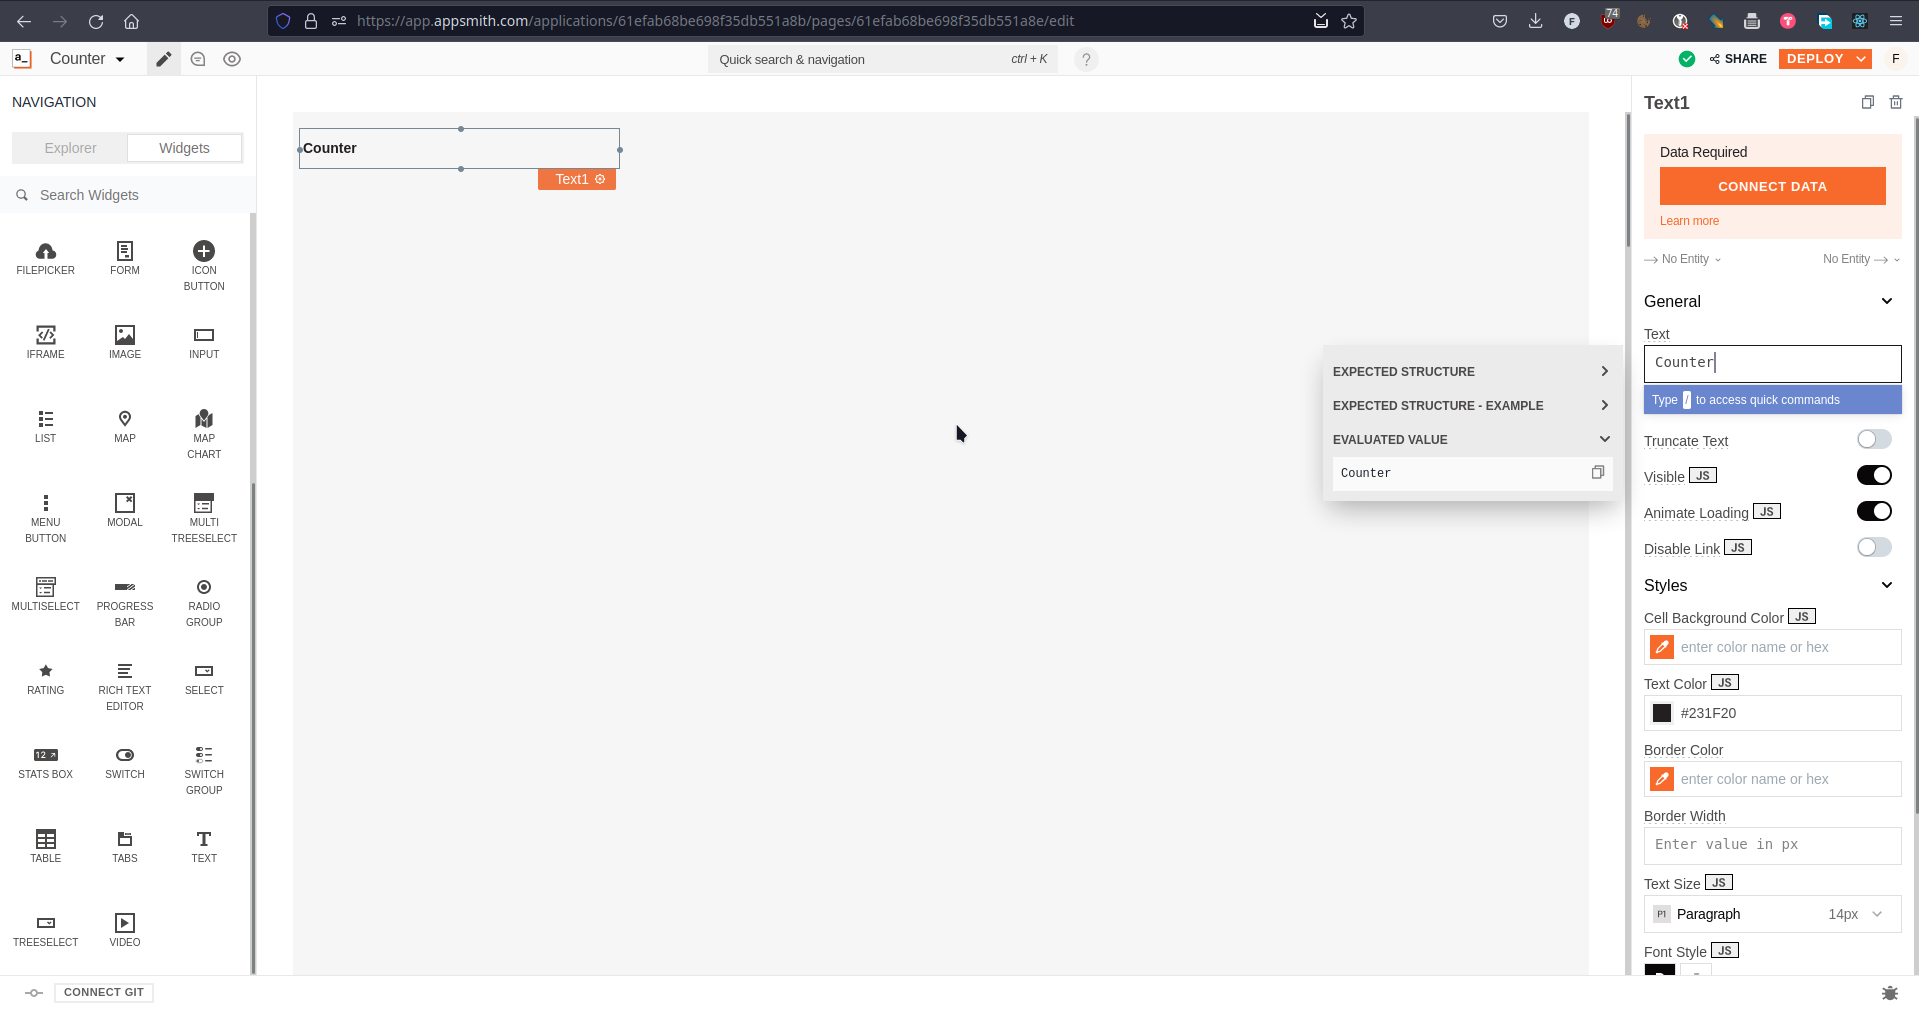 https://app.appsmith.com/applications/61efab68be698f35db551a8b/pages/61efab68be698f35db551a8e/edit
74
F
a_
Counter
Quick search & navigation
ctrl + K
?
SHARE
DEPLOY
F
NAVIGATION
Explorer
Widgets
Search Widgets
FILEPICKER
FORM
ICON
BUTTON
IFRAME
IMAGE
INPUT
LIST
MAP
MAP
CHART
MENU
BUTTON
MODAL
MULTI
TREESELECT
MULTISELECT
PROGRESS
BAR
RADIO
GROUP
RATING
RICH TEXT
EDITOR
SELECT
12
STATS BOX
SWITCH
SWITCH
GROUP
TABLE
TABS
TEXT
TREESELECT
VIDEO
CONNECT GIT
Counter
Text1
EXPECTED STRUCTURE
EXPECTED STRUCTURE - EXAMPLE
EVALUATED VALUE
Counter
Text1
Data Required
CONNECT DATA
Learn more
No Entity
No Entity
General
Text
Counter
Type / to access quick commands
Truncate Text
Visible JS
Animate Loading JS
Disable Link JS
Styles
Cell Background Color JS
enter color name or hex
Text Color JS
#231F20
Border Color
enter color name or hex
Border Width
Enter value in px
Text Size JS
P1 Paragraph 14px
Font Style JS